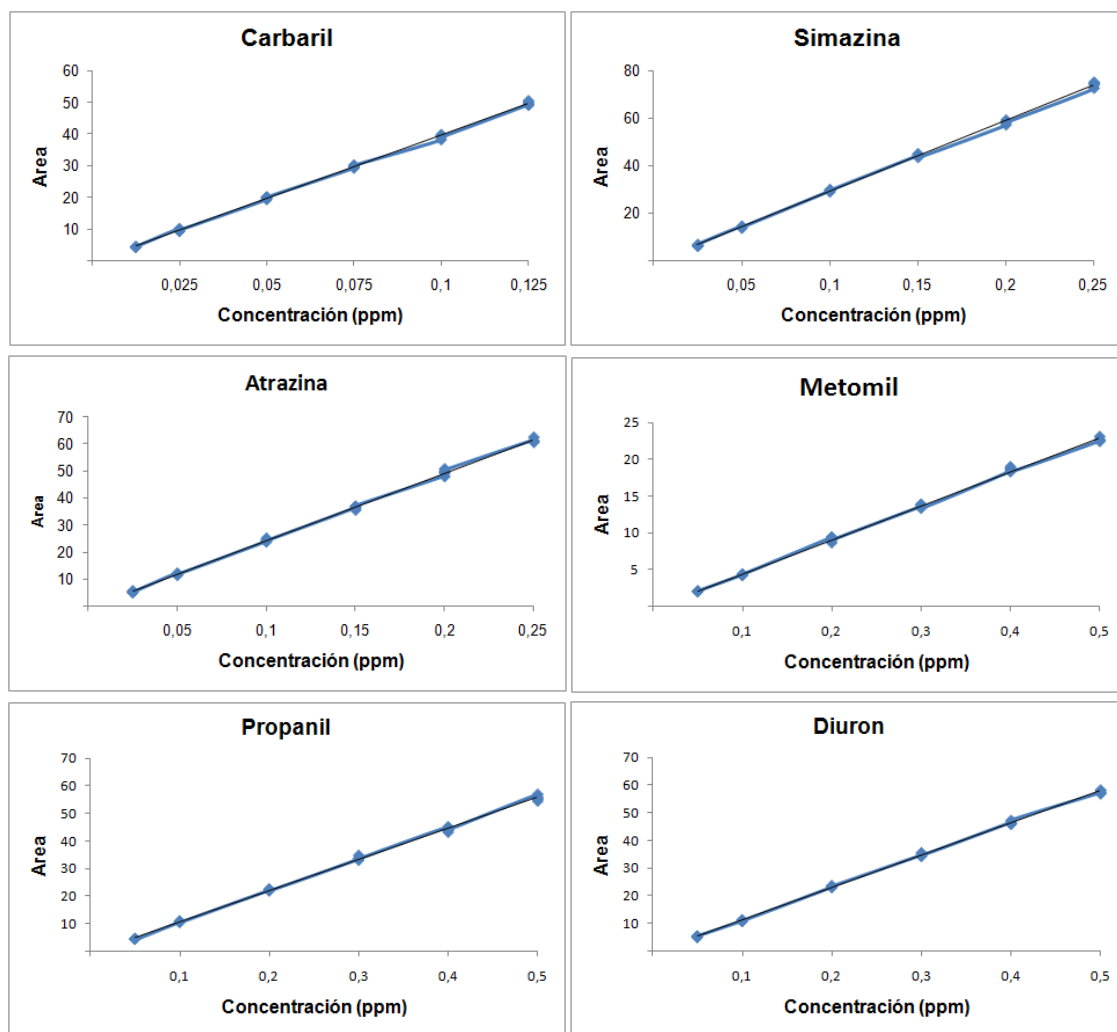 Carbaril
60
50
40
30
20
10
Area
0,025 0,05 0,075 0,1 0,125
Concentración (ppm)
Simazina
80
60
40
20
Area
0,05 0,1 0,15 0,2 0,25
Concentración (ppm)
Atrazina
70
60
50
40
30
20
10
Area
0,05 0,1 0,15 0,2 0,25
Concentración (ppm)
Metomil
25
20
15
10
5
Area
0,1 0,2 0,3 0,4 0,5
Concentración (ppm)
Propanil
70
60
50
40
30
20
10
Area
0,1 0,2 0,3 0,4 0,5
Concentración (ppm)
Diuron
70
60
50
40
30
20
10
Area
0,1 0,2 0,3 0,4 0,5
Concentración (ppm)